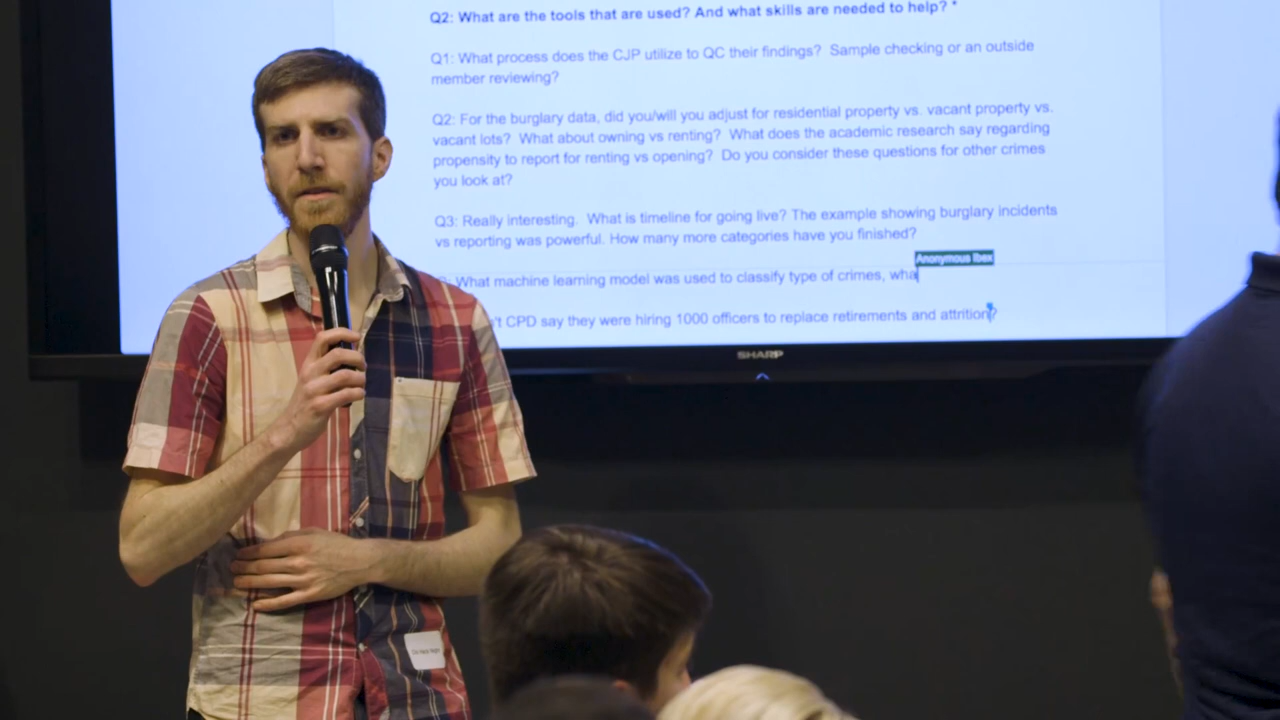 Q2: What are the tools that are used? And what skills are needed to help? *
Q1: What process does the CJP utilize to QC their findings? Sample checking or an outside
member reviewing?
Q2: For the burglary data, did you/will you adjust for residential property vs. vacant property vs.
vacant lots? What about owning vs renting? What does the academic research say regarding
propensity to report for renting vs opening? Do you consider these questions for other crimes
you look at?
Q3: Really interesting. What is timeline for going live? The example showing burglary incidents
vs reporting was powerful. How many more categories have you finished?
Anonymous Ibex
What machine learning model was used to classify type of crimes, wha
't CPD say they were hiring 1000 officers to replace retirements and attrition?
SHARP